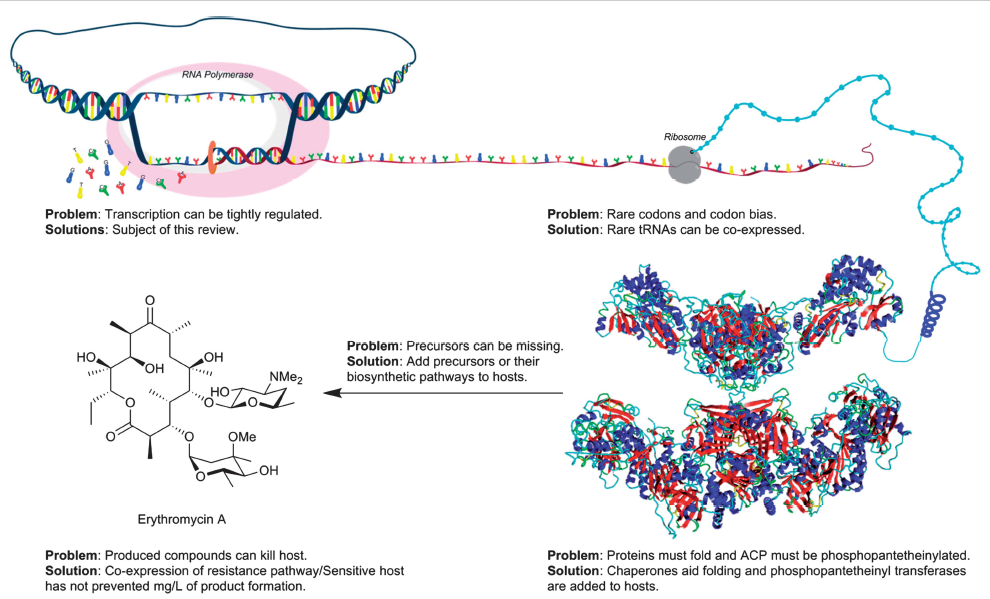 RNA Polymerase
Ribosome
T
C
G
G
T
A
G
C
A
T
G
C
A
Problem: Transcription can be tightly regulated.
Solutions: Subject of this review.
Problem: Rare codons and codon bias.
Solution: Rare tRNAs can be co-expressed.
Problem: Precursors can be missing.
Solution: Add precursors or their
biosynthetic pathways to hosts.
O
HO
OH
OH
HO
NMe2
O
O
O
O
O
OMe
O
OH
Erythromycin A
Problem: Produced compounds can kill host.
Solution: Co-expression of resistance pathway/Sensitive host
has not prevented mg/L of product formation.
Problem: Proteins must fold and ACP must be phosphopantetheinylated.
Solution: Chaperones aid folding and phosphopantetheinyl transferases
are added to hosts.